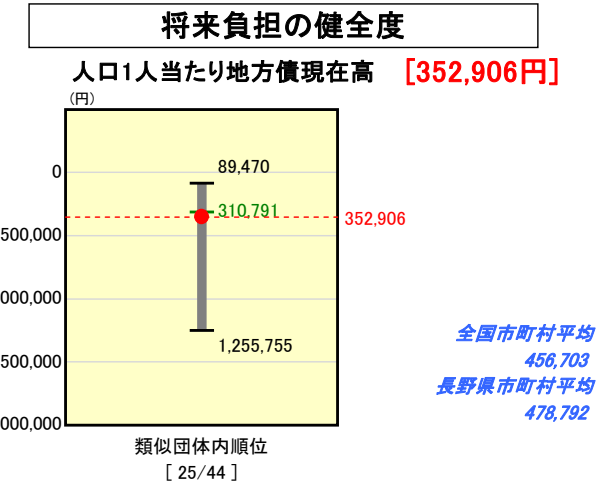 将来負担の健全度
人口1人当たり地方債現在高 [352,906円]
(円)
0
89,470
310,791
352,906
500,000
000,000
1,255,755
500,000
000,000
全国市町村平均
456,703
長野県市町村平均
478,792
類似団体内順位
[ 25/44 ]